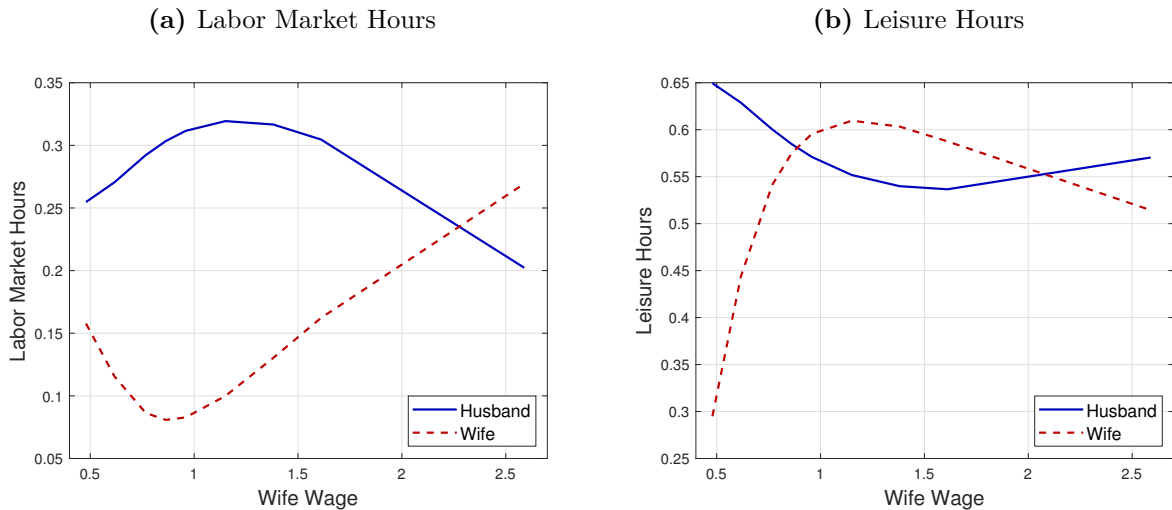 (a) Labor Market Hours
0.35
0.3
0.25
0.2
0.15
0.1
0.05
Labor Market Hours
0.5
1
1.5
2
2.5
Wife Wage
Husband
Wife
(b) Leisure Hours
0.65
0.6
0.55
0.5
0.45
0.4
0.35
0.3
0.25
Leisure Hours
0.5
1
1.5
2
2.5
Wife Wage
Husband
Wife